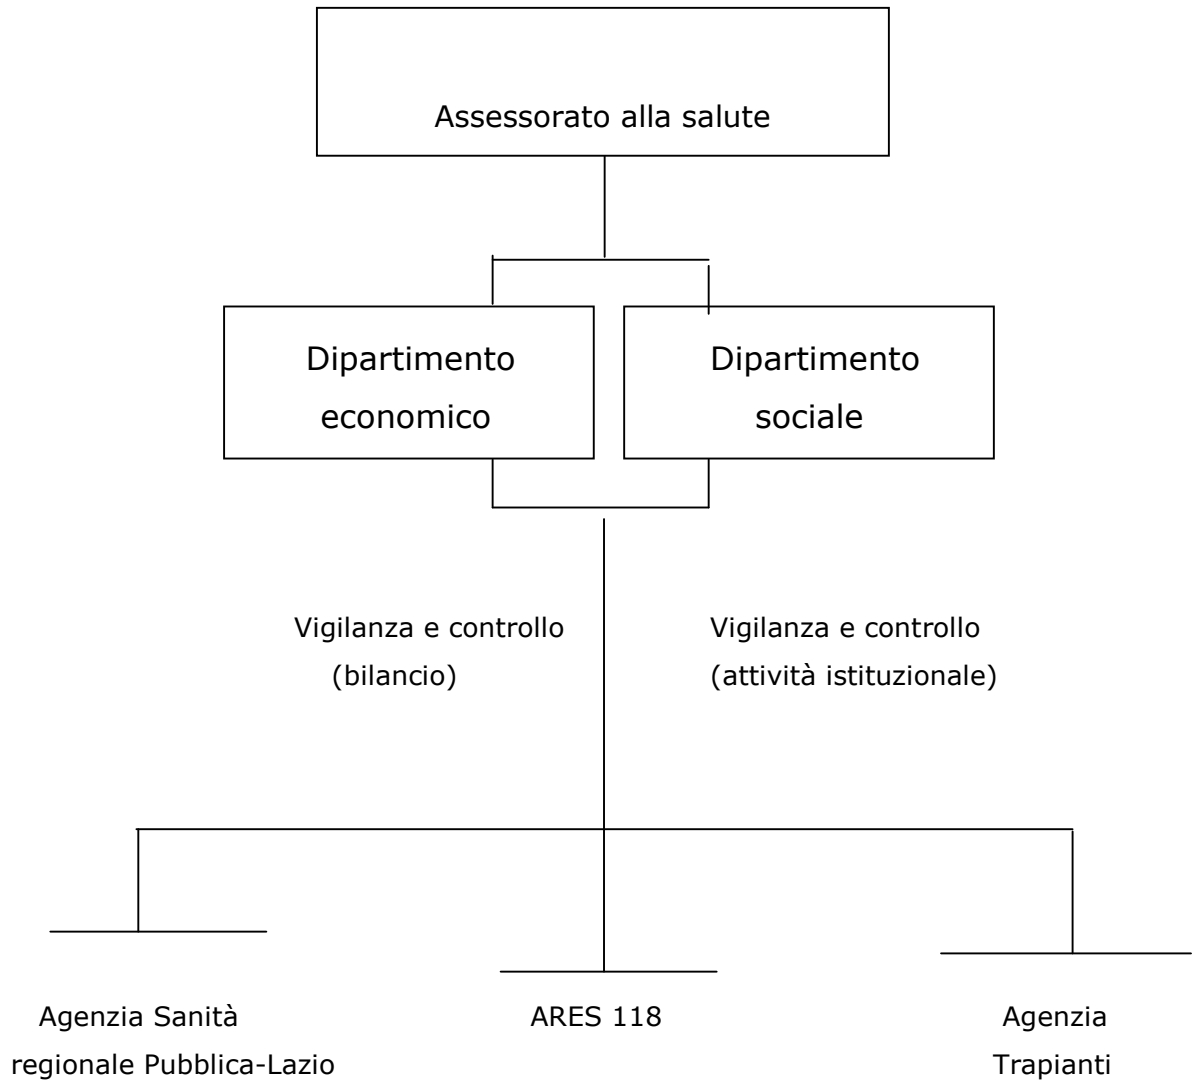 Assessorato alla salute
Dipartimento
economico
Dipartimento
sociale
Vigilanza e controllo
(bilancio)
Vigilanza e controllo
(attività istituzionale)
Agenzia Sanità
regionale Pubblica-Lazio
ARES 118
Agenzia
Trapianti